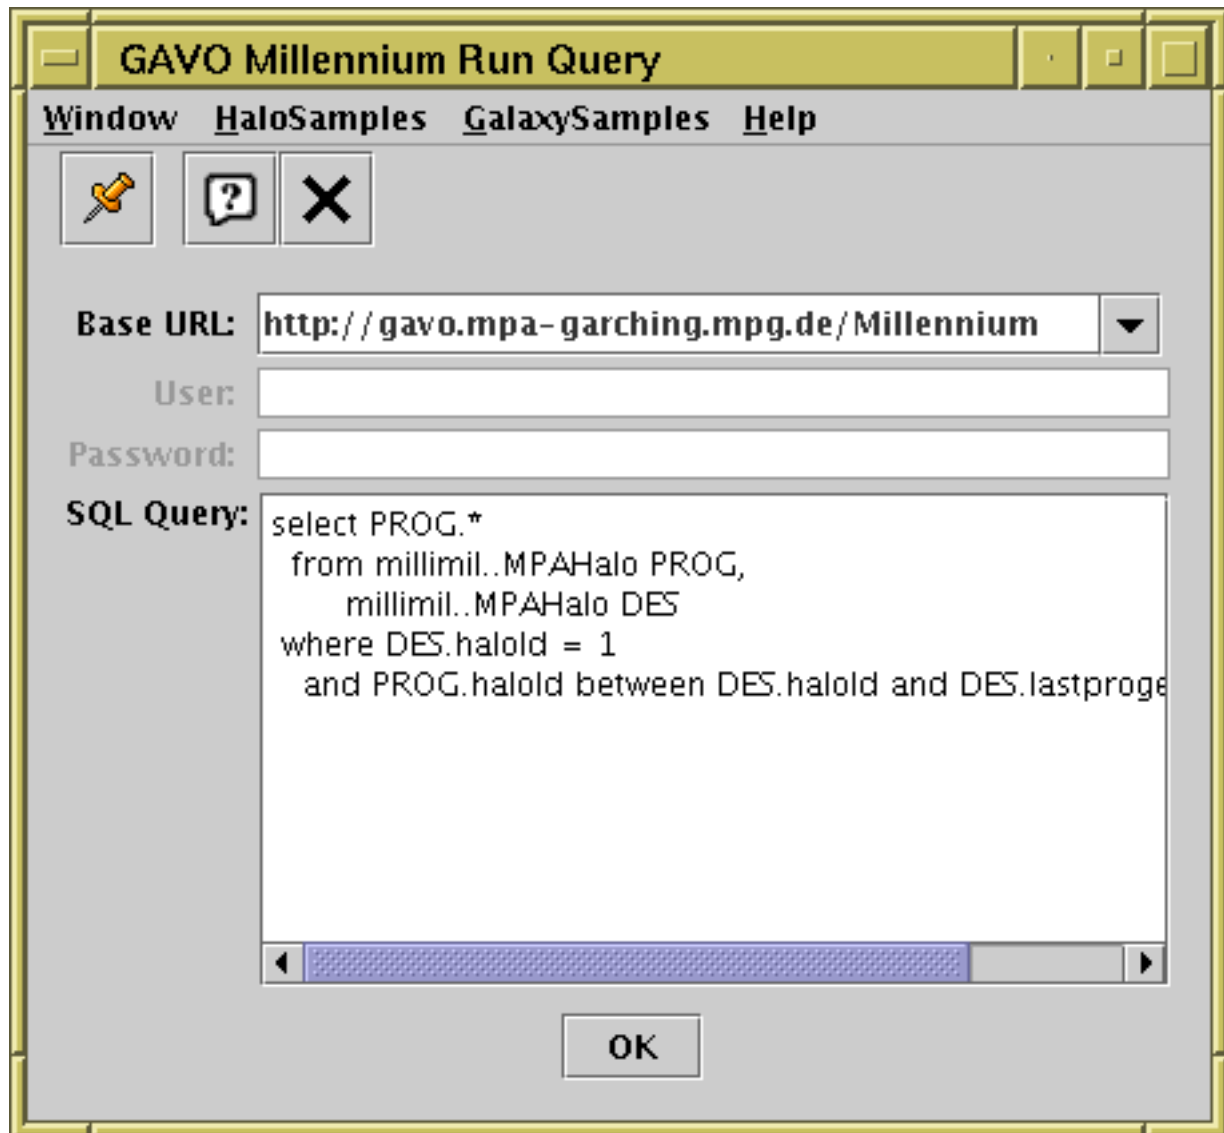 GAVO Millennium Run Query
Window HaloSamples GalaxySamples Help
?
Base URL: http://gavo.mpa-garching.mpg.de/Millennium
User:
Password:
SQL Query:
select PROG.*
from millimil..MPAHalo PROG,
millimil..MPAHalo DES
where DES.haloId = 1
and PROG.haloId between DES.haloId and DES.lastproge
OK